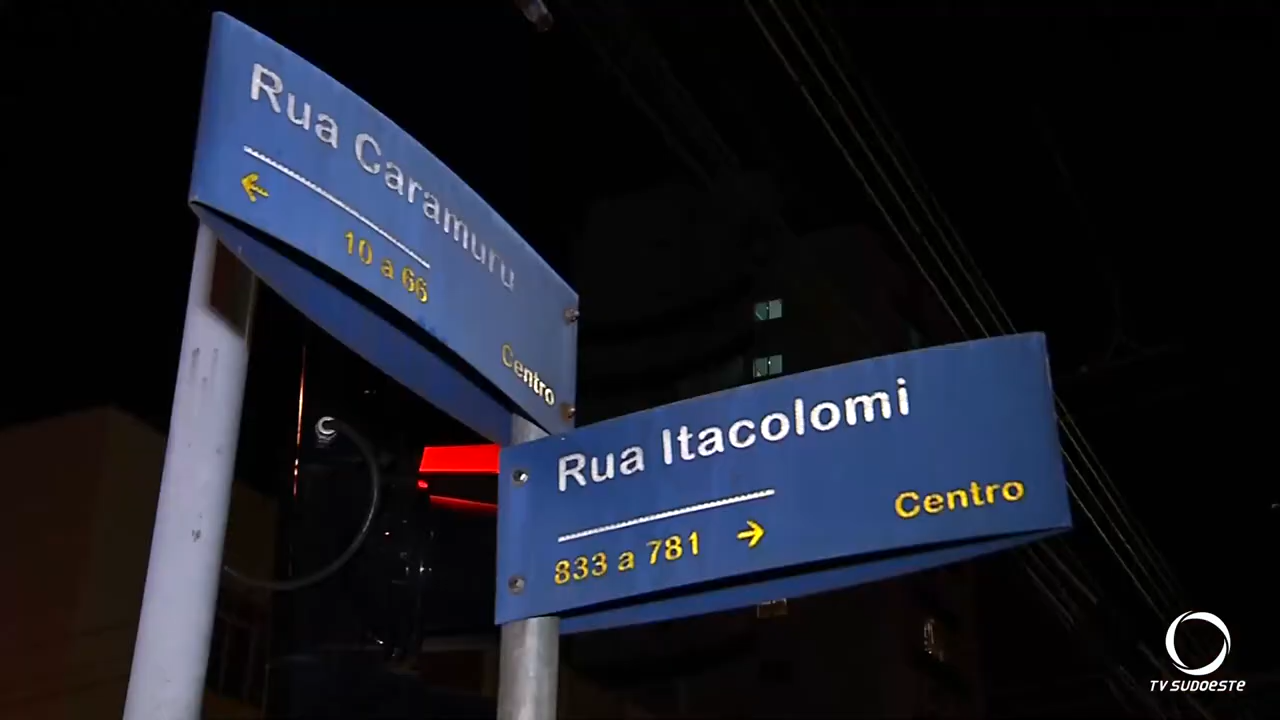 Rua Caramuru
10 a 66
Centro
Rua Itacolomi
833 a 781
Centro
TV SUDOESTE